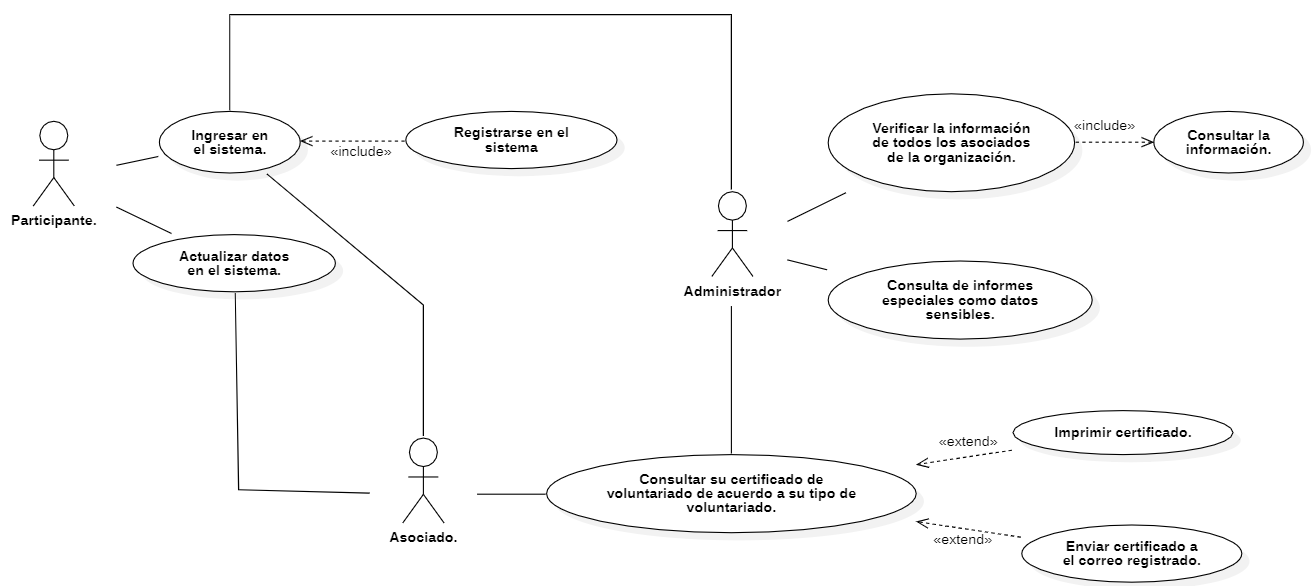 Ingresar en
el sistema.
«include»
Registrarse en el
sistema
Verificar la información
de todos los asociados
de la organización.
«include»
Consultar la
información.
Participante.
Actualizar datos
en el sistema.
Administrador
Consulta de informes
especiales como datos
sensibles.
Asociado.
Consultar su certificado de
voluntariado de acuerdo a su tipo de
voluntariado.
«extend»
Imprimir certificado.
«extend»
Enviar certificado a
el correo registrado.